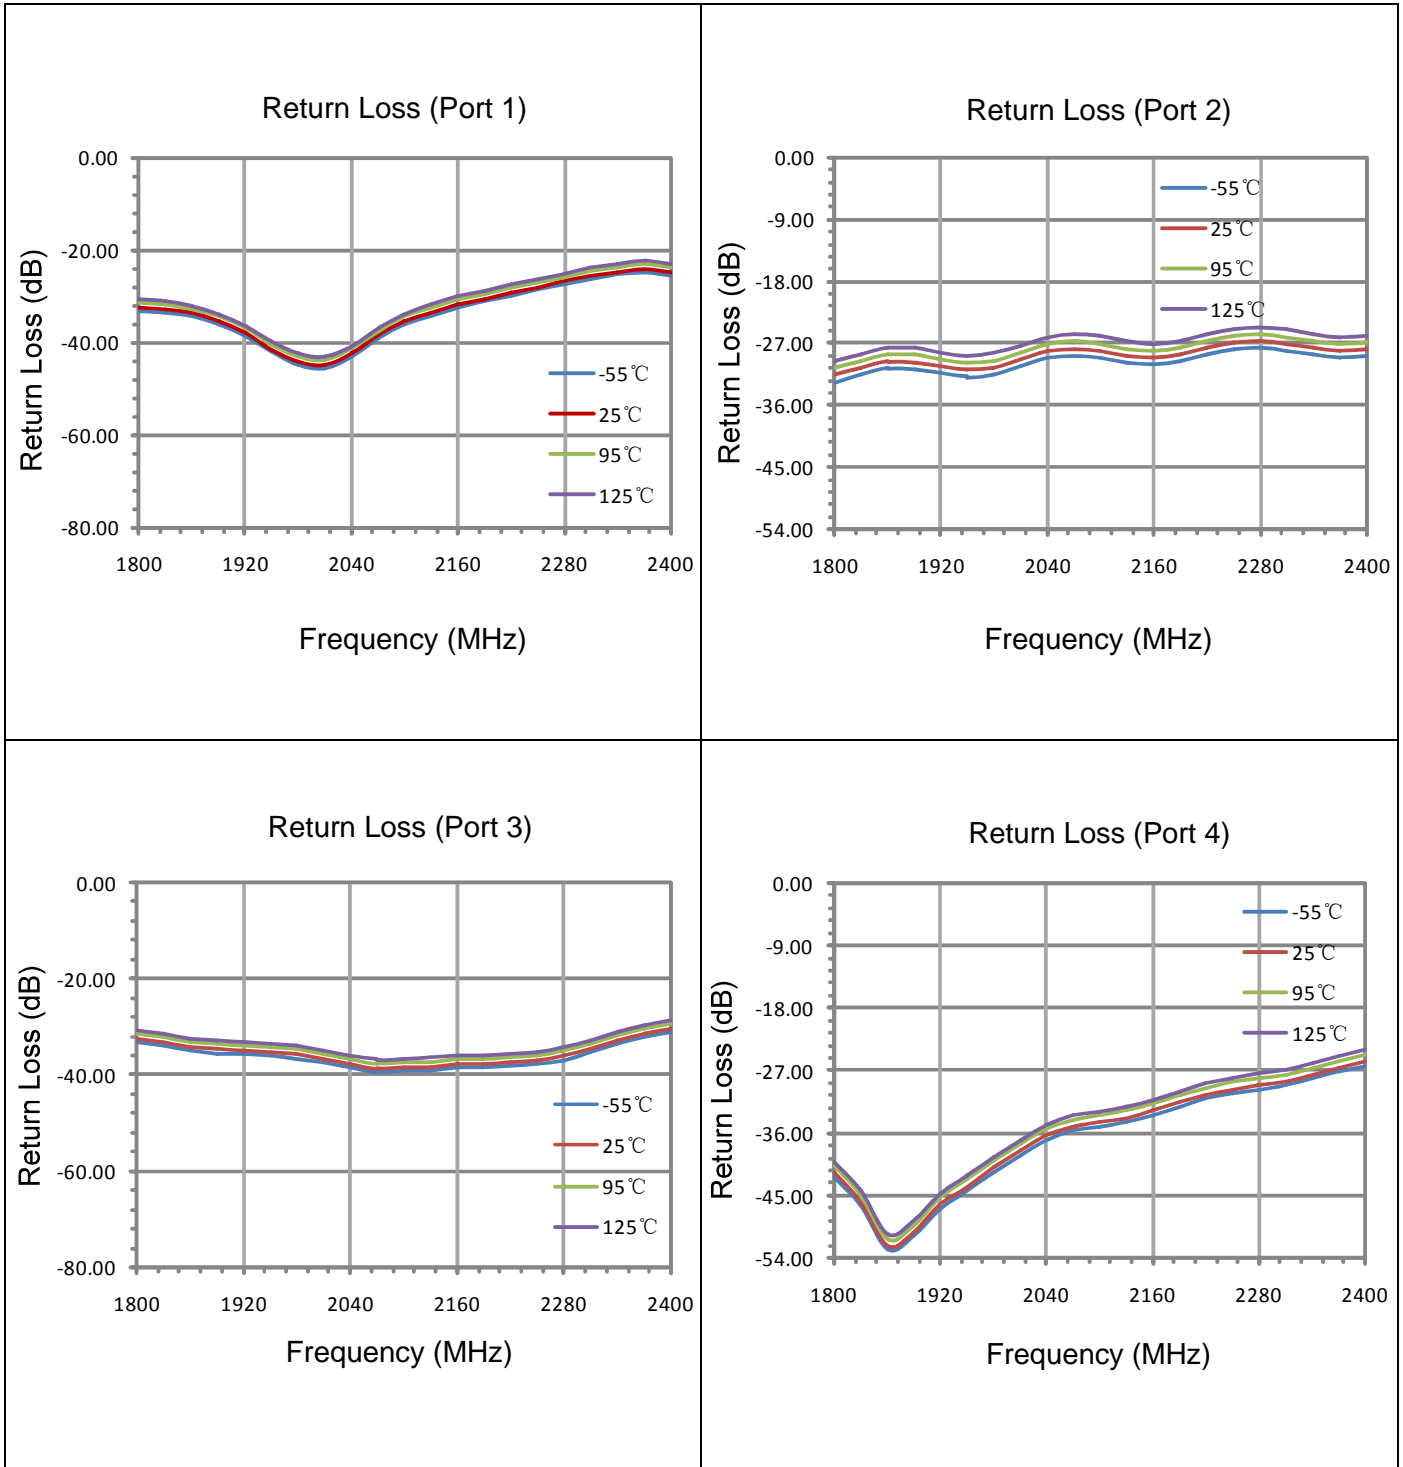 Return Loss (Port 1)
Return Loss (dB)
0.00
-20.00
-40.00
-60.00
-80.00
-55℃
25℃
95℃
125℃
1800 1920 2040 2160 2280 2400
Frequency (MHz)
Return Loss (Port 2)
Return Loss (dB)
0.00
-9.00
-18.00
-27.00
-36.00
-45.00
-54.00
-55℃
25℃
95℃
125℃
1800 1920 2040 2160 2280 2400
Frequency (MHz)
Return Loss (Port 3)
Return Loss (dB)
0.00
-20.00
-40.00
-60.00
-80.00
-55℃
25℃
95℃
125℃
1800 1920 2040 2160 2280 2400
Frequency (MHz)
Return Loss (Port 4)
Return Loss (dB)
0.00
-9.00
-18.00
-27.00
-36.00
-45.00
-54.00
-55℃
25℃
95℃
125℃
1800 1920 2040 2160 2280 2400
Frequency (MHz)